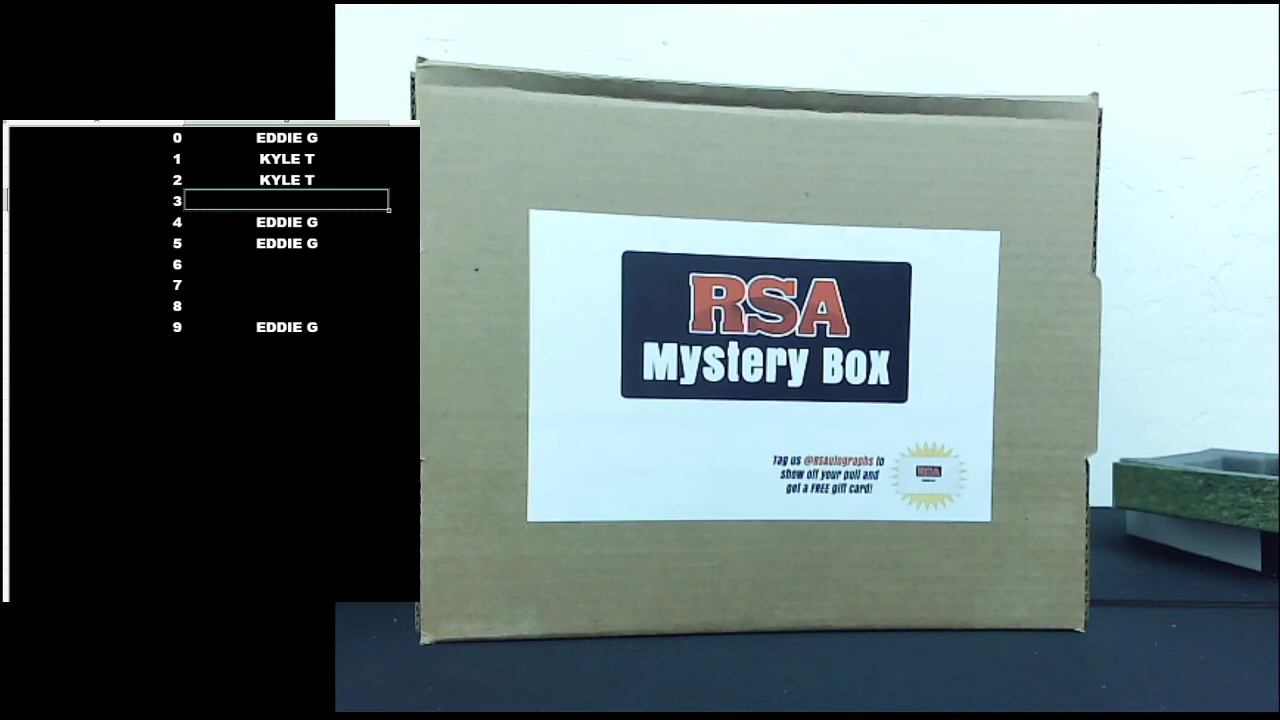 0 EDDIE G
1 KYLE T
2 KYLE T
3
4 EDDIE G
5 EDDIE G
6
7
8
9 EDDIE G
RSA
Mystery Box
Tag us @RSAutographs to
show off your pull and
get a FREE gift card!
RSA